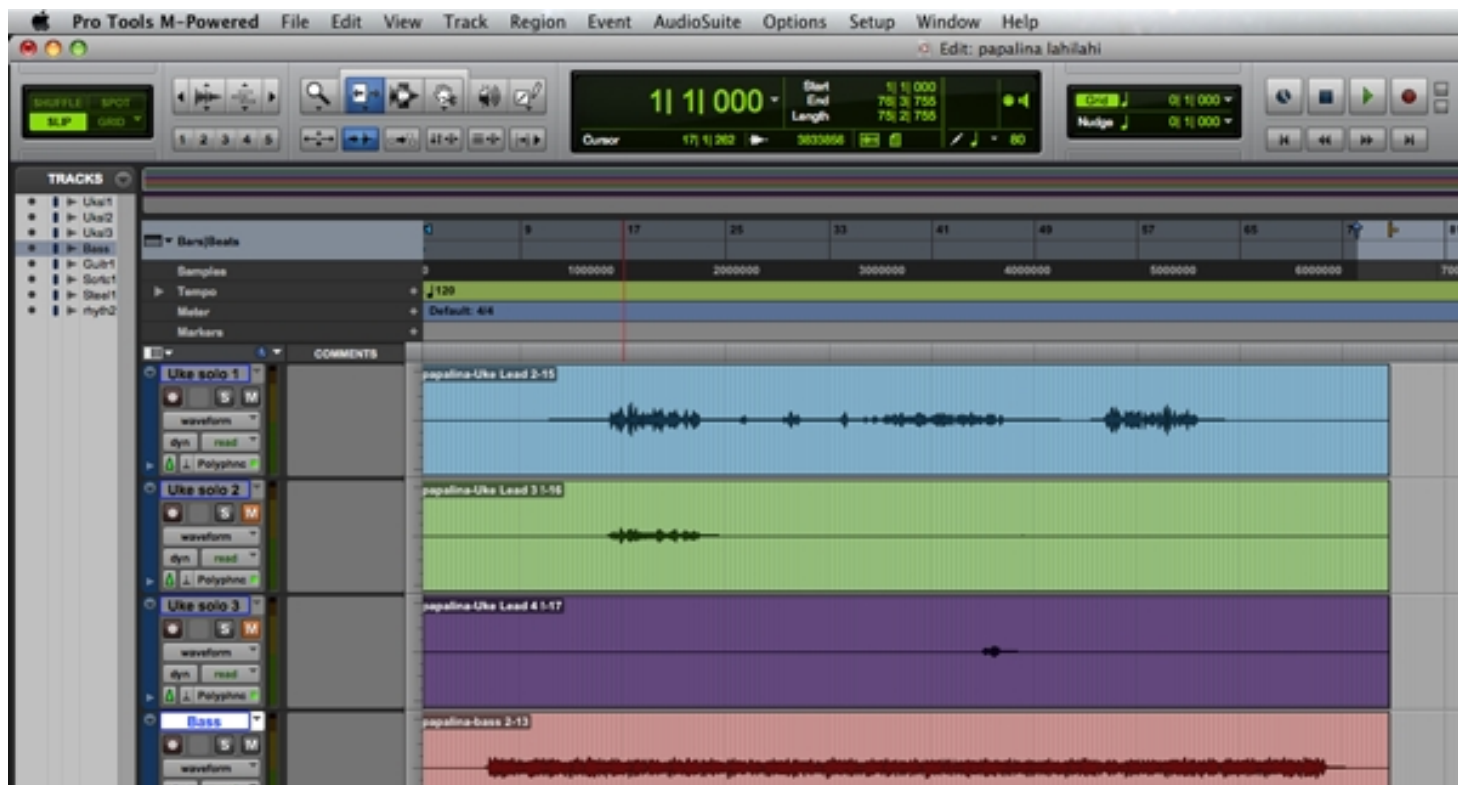 Pro Tools M-Powered File Edit View Track Region Event AudioSuite Options Setup Window Help
Edit: papalina lahilahi
SHUFFLE SPOT
SLIP GRID
1 2 3 4 5
1| 1| 000
Start 1| 1| 000
End 76| 3| 755
Length 75| 2| 755
Cursor 17| 1| 262 3833856 80
Grid 0| 1| 000
Nudge 0| 1| 000
TRACKS
Uksl1
Uksl2
Uksl3
Bass
Guitr1
Steel1
rhyth2
Bars|Beats 9 17 25 33 41 49 57 65
Samples 0 1000000 2000000 3000000 4000000 5000000 6000000
Tempo 120
Meter Default: 4/4
Markers
COMMENTS
Uke solo 1 papalina-Uke Lead 2-15
S M
waveform
dyn read
Polyphnc
Uke solo 2 papalina-Uke Lead 3 !-16
S M
waveform
dyn read
Polyphnc
Uke solo 3 papalina-Uke Lead 4 !-17
S M
waveform
dyn read
Polyphnc
Bass papalina-bass 2-13
S M
waveform